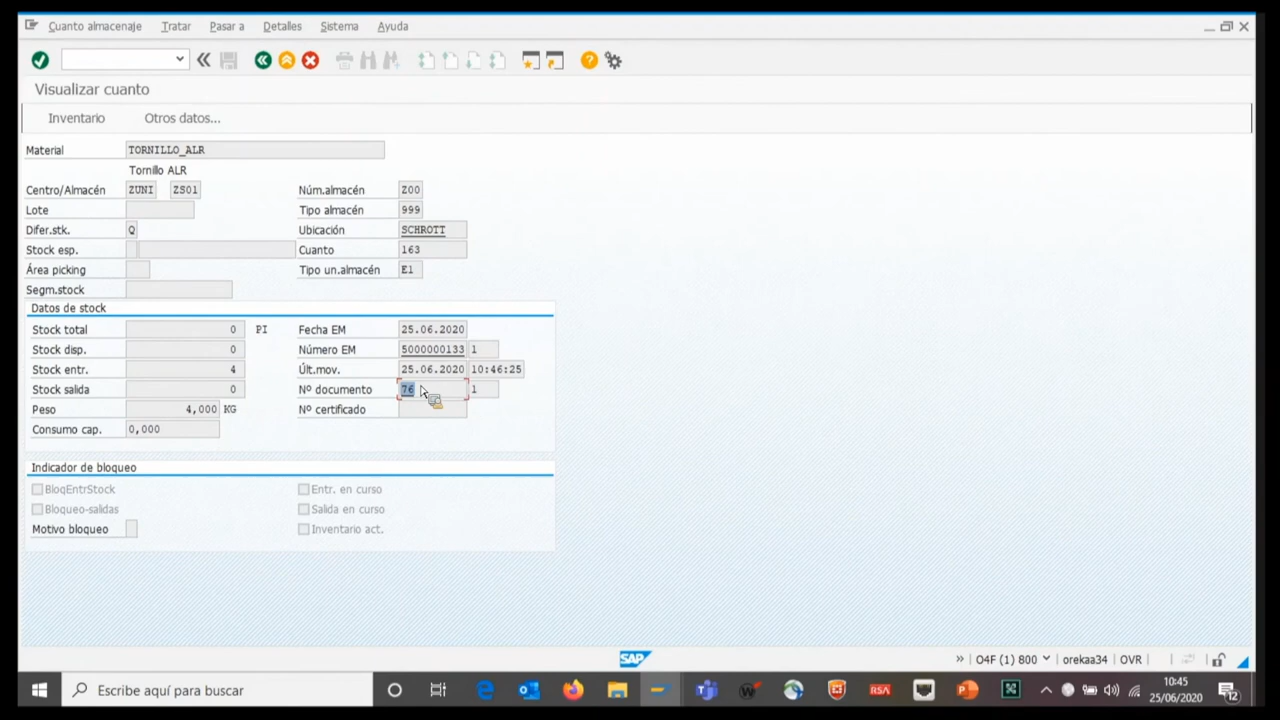 Cuanto almacenaje Tratar Pasar a Detalles Sistema Ayuda
Visualizar cuanto
Inventario Otros datos...
Material TORNILLO_ALR
Tornillo ALR
Centro/Almacén ZUNI ZS01 Núm.almacén Z00
Lote Tipo almacén 999
Difer.stk. Q Ubicación SCHROTT
Stock esp. Cuanto 163
Área picking Tipo un.almacén E1
Segm.stock
Datos de stock
Stock total 0 PI Fecha EM 25.06.2020
Stock disp. 0 Número EM 5000000133 1
Stock entr. 4 Últ.mov. 25.06.2020 10:46:25
Stock salida 0 Nº documento 76 1
Peso 4,000 KG Nº certificado
Consumo cap. 0,000
Indicador de bloqueo
BloqEntrStock Entr. en curso
Bloqueo-salidas Salida en curso
Motivo bloqueo Inventario act.
SAP » O4F (1) 800 orekaa34 OVR
Escribe aquí para buscar RSA 10:45
25/06/2020 12